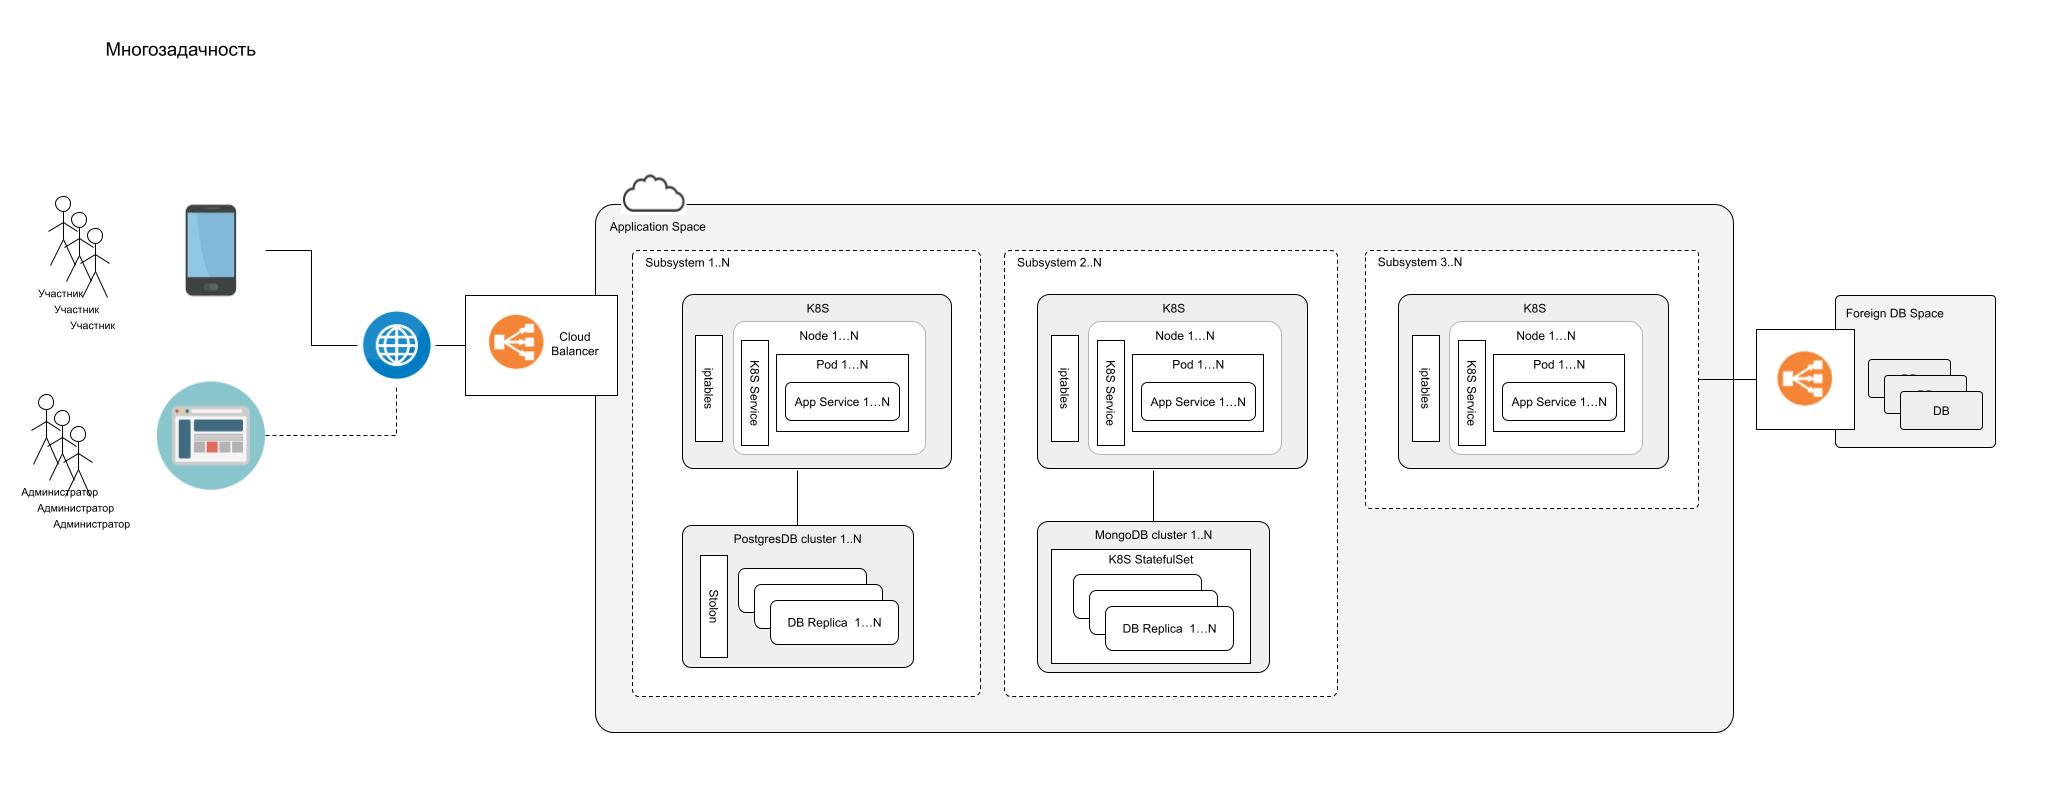 Многозадачность
Участник
Участник
Участник
Администратор
Администратор
Администратор
Cloud
Balancer
Application Space
Subsystem 1..N
K8S
iptables
Node 1...N
K8S Service
Pod 1...N
App Service 1...N
PostgresDB cluster 1..N
Stolon
DB Replica 1...N
Subsystem 2..N
K8S
iptables
Node 1...N
K8S Service
Pod 1...N
App Service 1...N
MongoDB cluster 1..N
K8S StatefulSet
DB Replica 1...N
Subsystem 3..N
K8S
iptables
Node 1...N
K8S Service
Pod 1...N
App Service 1...N
Foreign DB Space
DB